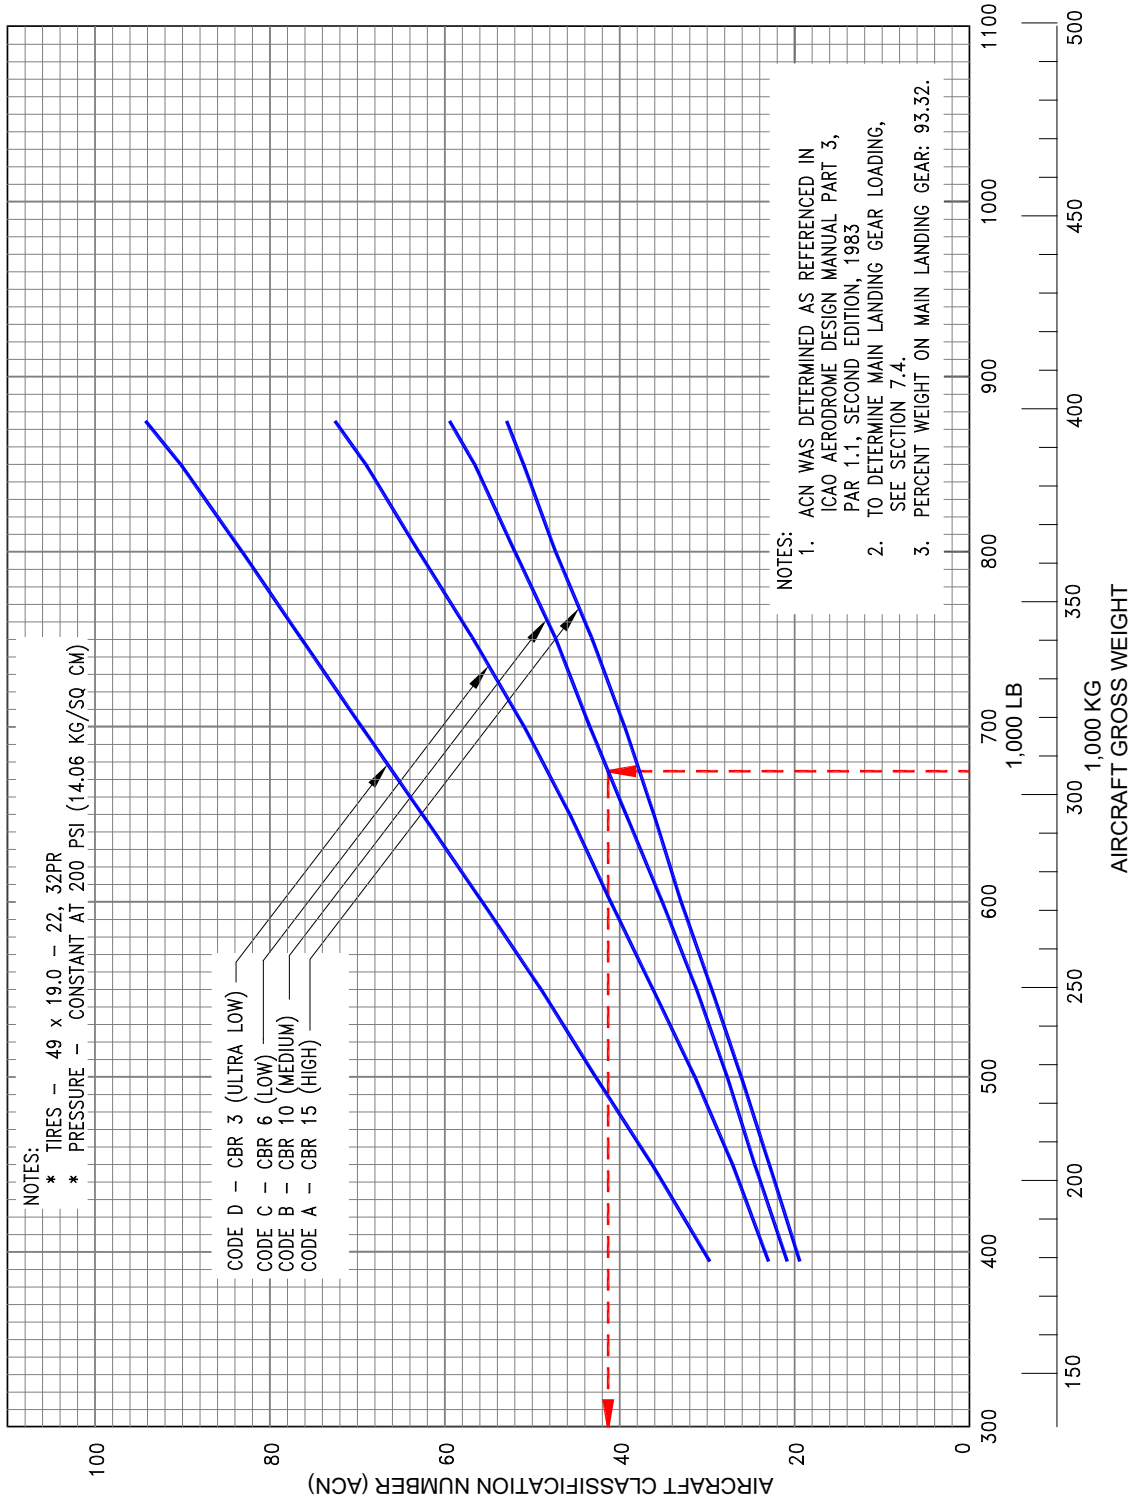 NOTES:
* TIRES – 49 x 19.0 – 22, 32PR
* PRESSURE – CONSTANT AT 200 PSI (14.06 KG/SQ CM)
CODE D – CBR 3 (ULTRA LOW)
CODE C – CBR 6 (LOW)
CODE B – CBR 10 (MEDIUM)
CODE A – CBR 15 (HIGH)
NOTES:
1. ACN WAS DETERMINED AS REFERENCED IN
ICAO AERODROME DESIGN MANUAL PART 3,
PAR 1.1, SECOND EDITION, 1983
2. TO DETERMINE MAIN LANDING GEAR LOADING,
SEE SECTION 7.4.
3. PERCENT WEIGHT ON MAIN LANDING GEAR: 93.32.
AIRCRAFT CLASSIFICATION NUMBER (ACN)
100
80
60
40
20
0
300 400 500 600 700 800 900 1000 1100
1,000 LB
150 200 250 300 350 400 450 500
1,000 KG
AIRCRAFT GROSS WEIGHT